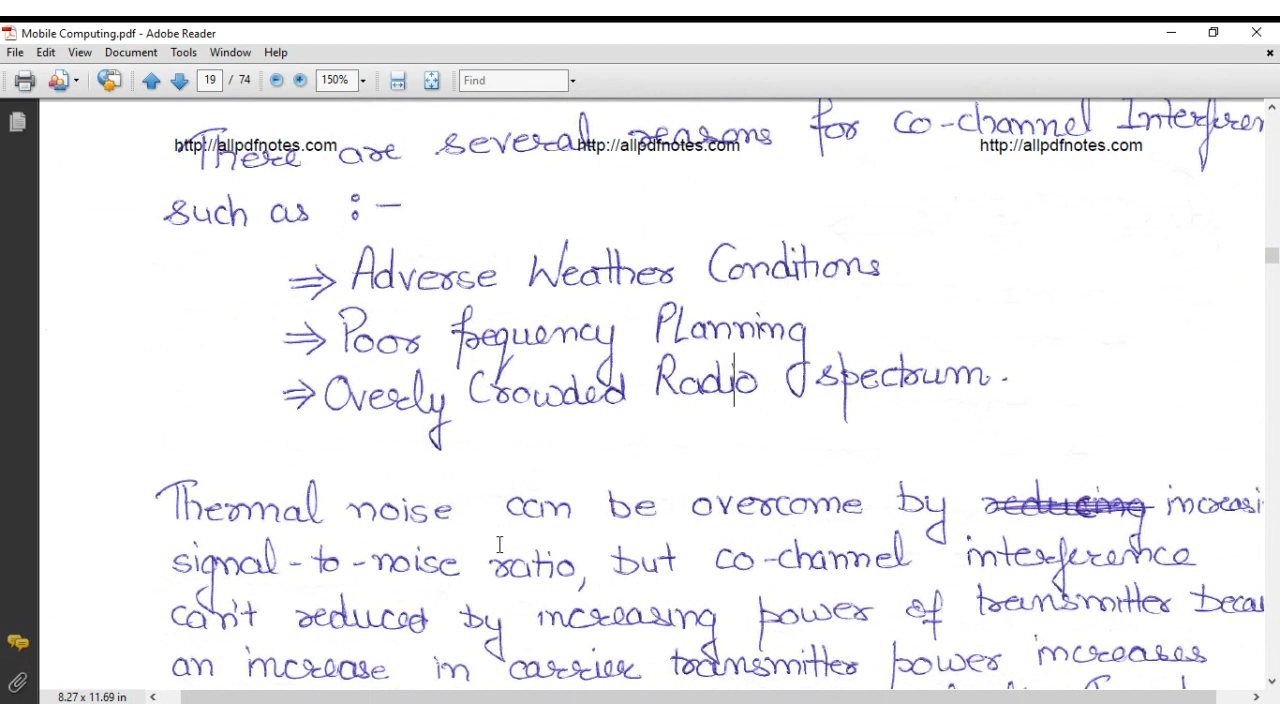 Mobile Computing.pdf - Adobe Reader
File Edit View Document Tools Window Help
19 / 74 150% Find
There are several reasons for co-channel Interferen
http://allpdfnotes.com http://allpdfnotes.com http://allpdfnotes.com
such as :-
⇒ Adverse Weather Conditions
⇒ Poor frequency Planning
⇒ Overly Crowded Radio spectrum.
Thermal noise can be overcome by reducing increasi
signal-to-noise ratio, but co-channel interference
can't reduced by increasing power of transmitter becau
an increase in carrier transmitter power increases
8.27 x 11.69 in